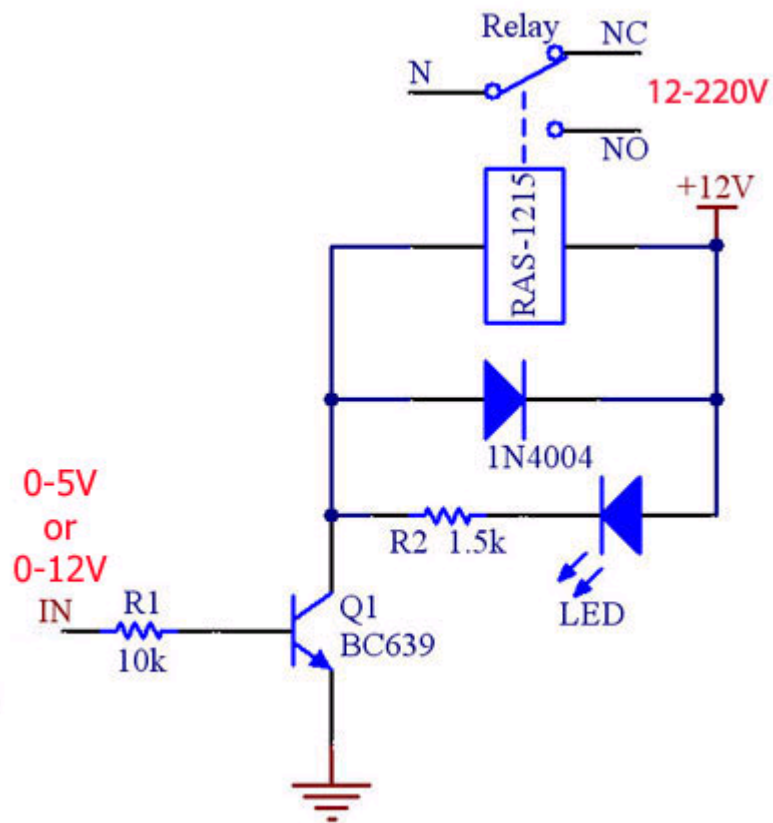 Relay
NC
N
12-220V
NO
+12V
RAS-1215
1N4004
0-5V
or
0-12V
R2 1.5k
IN
R1
10k
Q1
BC639
LED